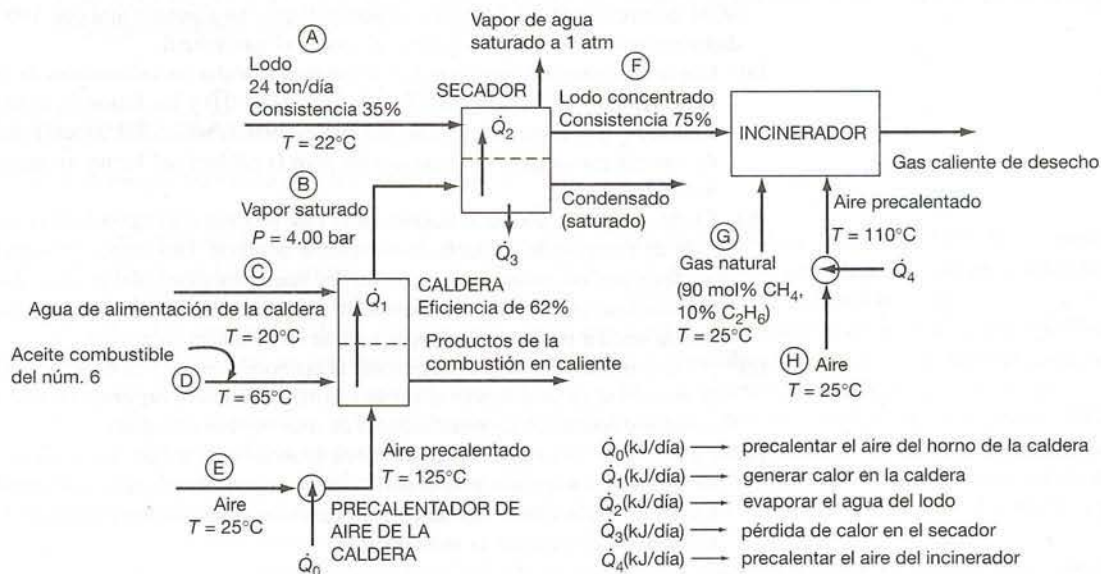 Vapor de agua
saturado a 1 atm
A
Lodo
24 ton/día
Consistencia 35%
T = 22°C
SECADOR
Q̇2
F
Lodo concentrado
Consistencia 75%
INCINERADOR
Gas caliente de desecho
B
Vapor saturado
P = 4.00 bar
Condensado
(saturado)
Q̇3
Aire precalentado
T = 110°C
Q̇4
G
Gas natural
(90 mol% CH4,
10% C2H6)
T = 25°C
H
Aire
T = 25°C
C
Agua de alimentación de la caldera
T = 20°C
Q̇1
CALDERA
Eficiencia de 62%
Aceite combustible
del núm. 6
D
T = 65°C
Productos de la
combustión en caliente
E
Aire
T = 25°C
Aire precalentado
T = 125°C
PRECALENTADOR DE
AIRE DE LA
CALDERA
Q̇0
Q̇0(kJ/día) → precalentar el aire del horno de la caldera
Q̇1(kJ/día) → generar calor en la caldera
Q̇2(kJ/día) → evaporar el agua del lodo
Q̇3(kJ/día) → pérdida de calor en el secador
Q̇4(kJ/día) → precalentar el aire del incinerador